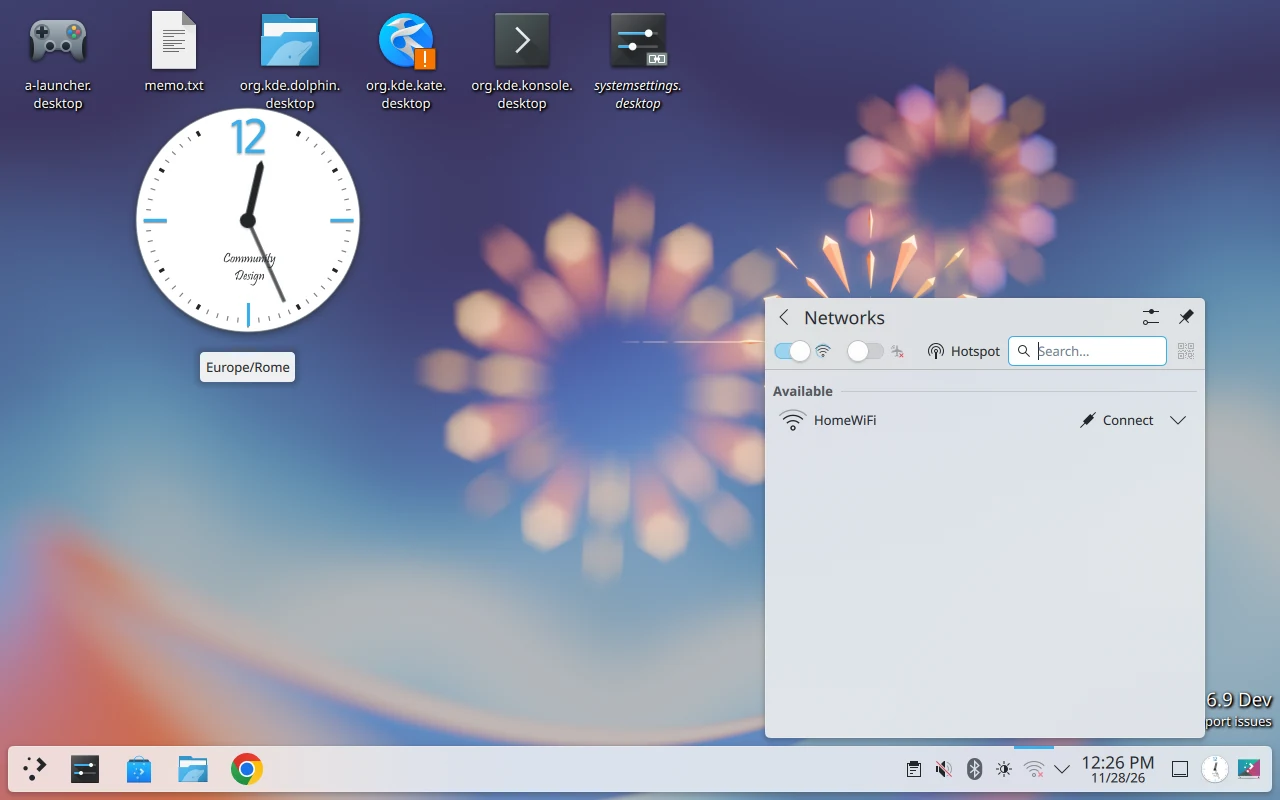 a-launcher.
desktop
memo.txt
org.kde.dolphin.
desktop
org.kde.kate.
desktop
org.kde.konsole.
desktop
systemsettings.
desktop
12
Community
Design
Europe/Rome
Networks
Hotspot
Search...
Available
HomeWiFi
Connect
6.9 Dev
port issues
12:26 PM
11/28/26